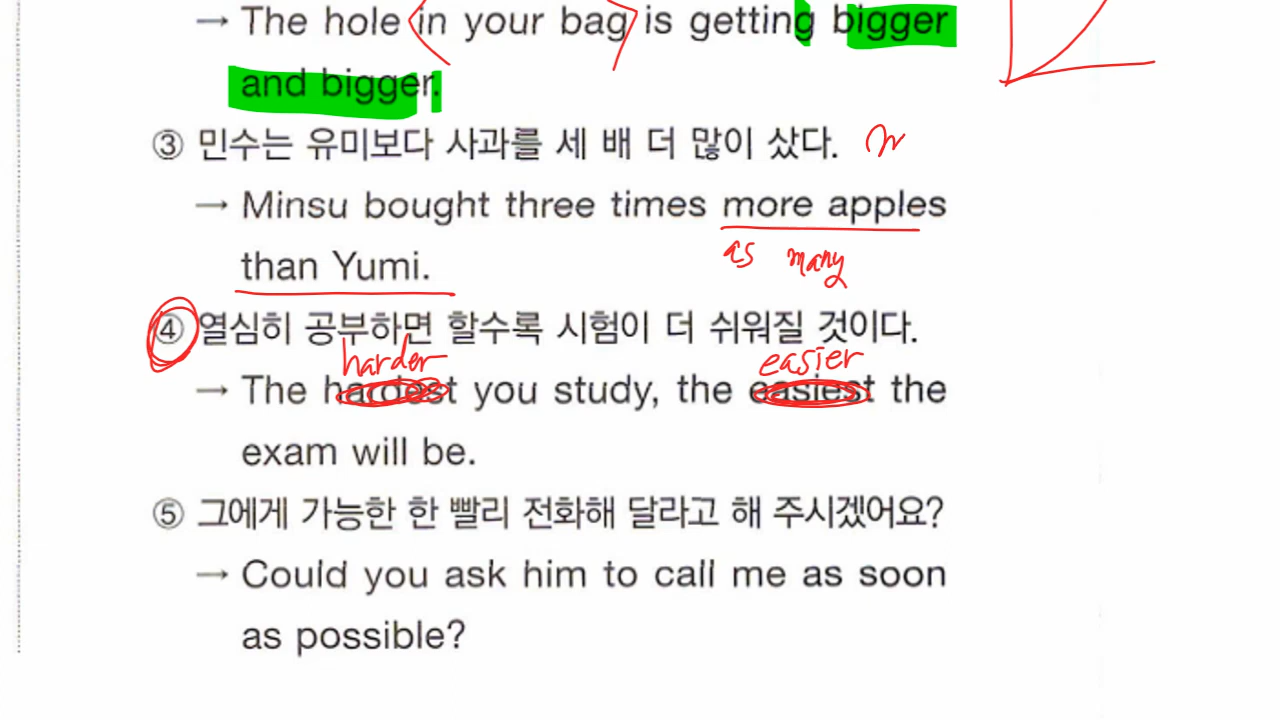 → The hole in your bag is getting bigger
and bigger.
③ 민수는 유미보다 사과를 세 배 더 많이 샀다.
→ Minsu bought three times more apples
as many
than Yumi.
④ 열심히 공부하면 할수록 시험이 더 쉬워질 것이다.
harder easier
→ The hardest you study, the easiest the
exam will be.
⑤ 그에게 가능한 한 빨리 전화해 달라고 해 주시겠어요?
→ Could you ask him to call me as soon
as possible?